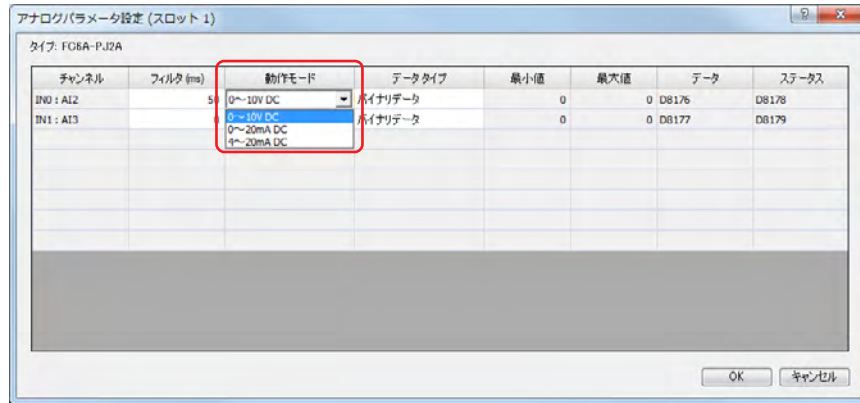 アナログパラメータ設定 (スロット 1)
タイプ: FC6A-PJ2A
チャンネル フィルタ (ms) 動作モード データ タイプ 最小値 最大値 データ ステータス
IN0 : AI2 50 0～10V DC バイナリデータ 0 0 D8176 D8178
IN1 : AI3 0 0～10V DC バイナリデータ 0 0 D8177 D8179
0～20mA DC
4～20mA DC
OK キャンセル